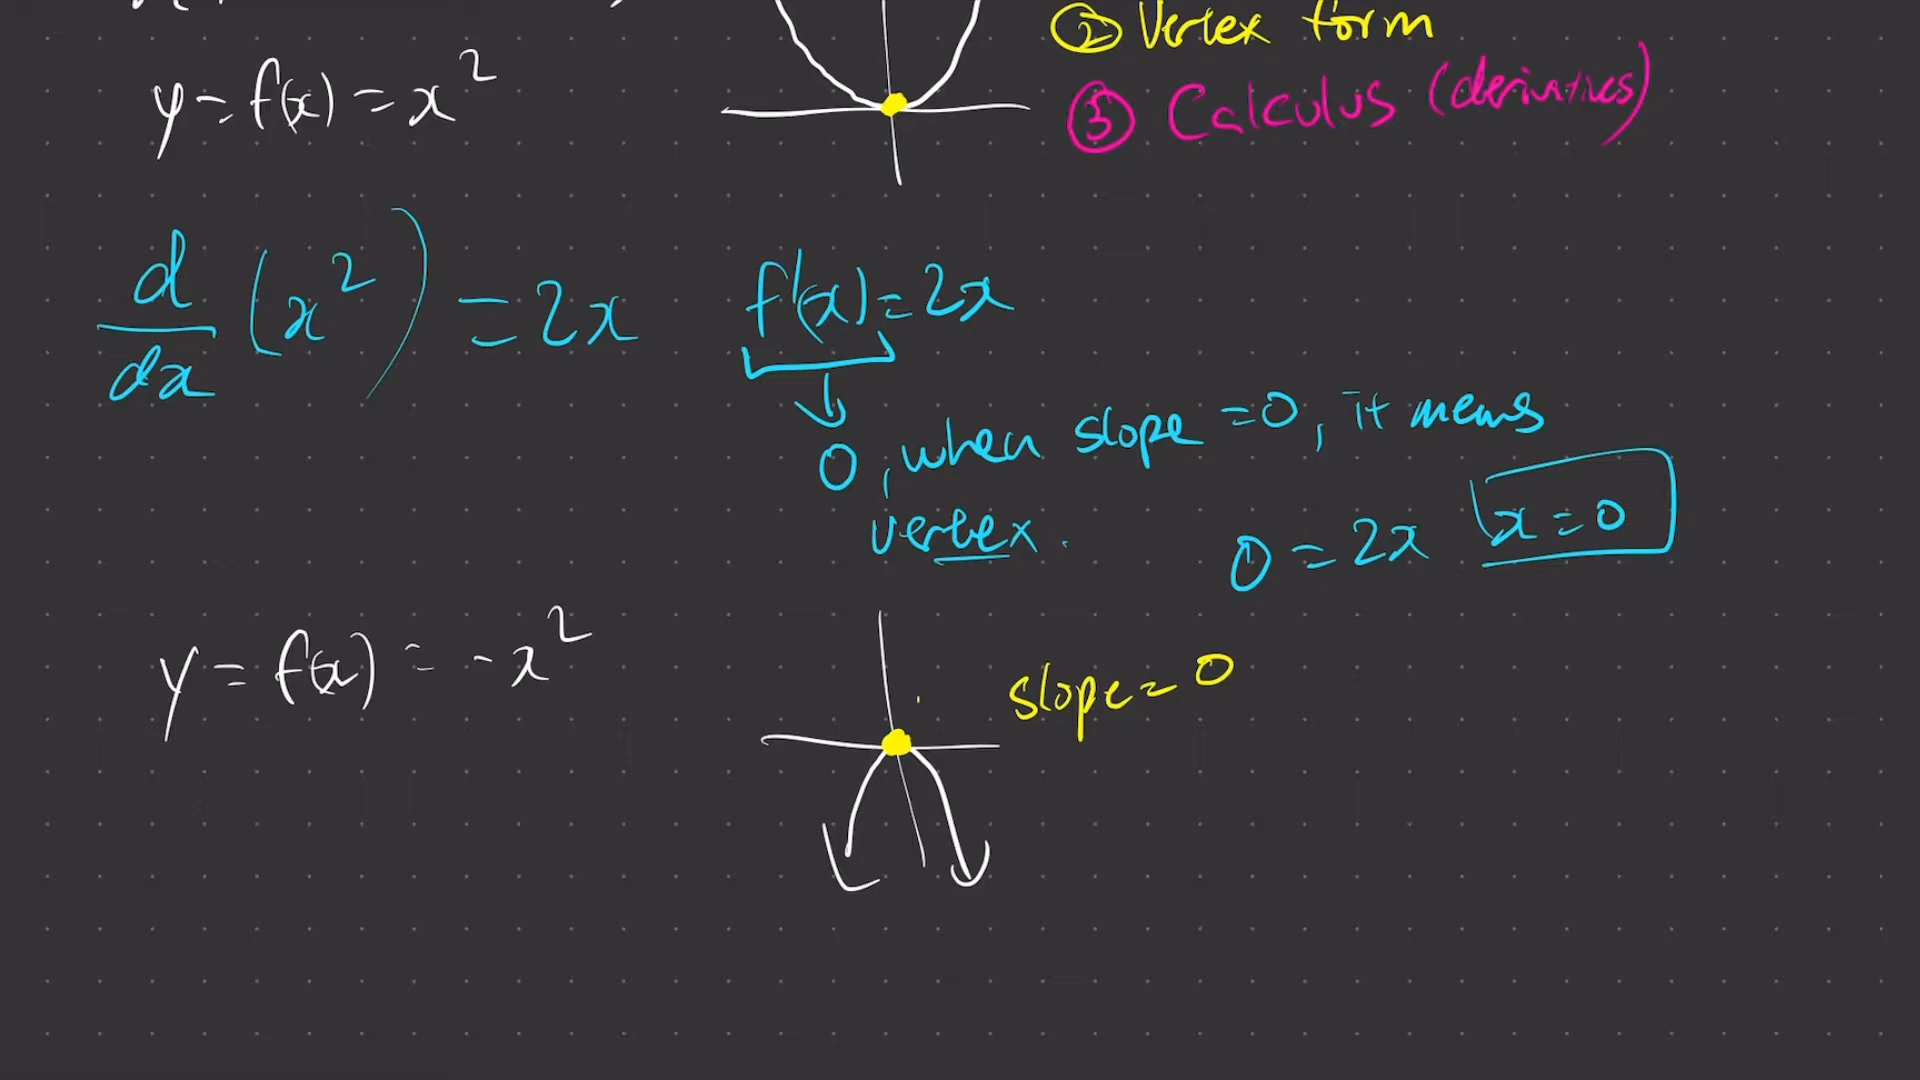 ② Vertex form
y = f(x) = x²
③ Calculus (derivatives)
d/dx (x²) = 2x
f'(x) = 2x
0, when slope = 0, it means
vertex.
0 = 2x
x = 0
y = f(x) = -x²
slope = 0